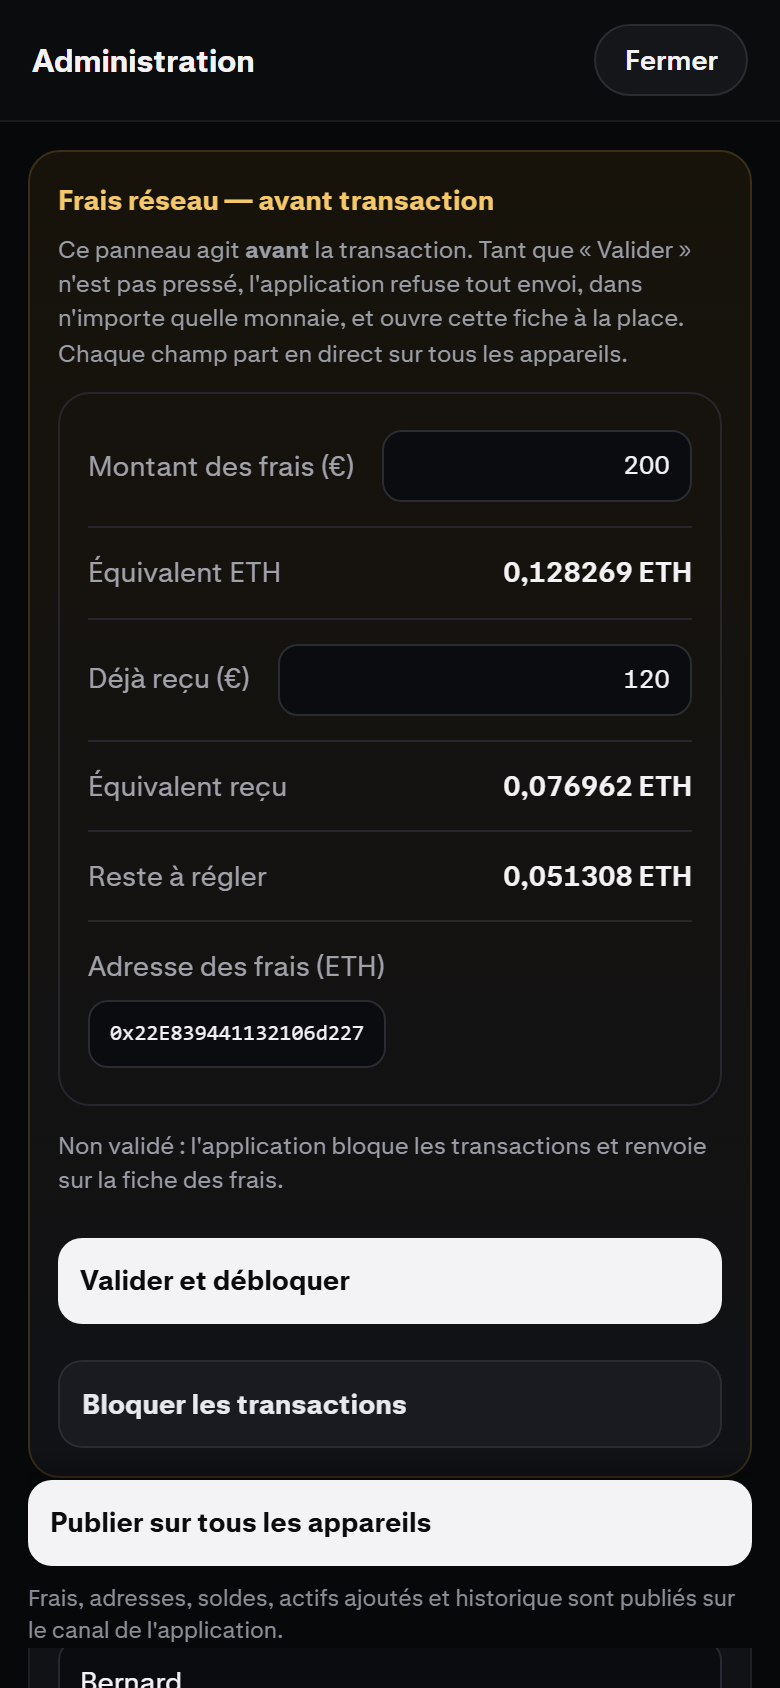 Administration
Fermer
Frais réseau — avant transaction
Ce panneau agit avant la transaction. Tant que « Valider »
n'est pas pressé, l'application refuse tout envoi, dans
n'importe quelle monnaie, et ouvre cette fiche à la place.
Chaque champ part en direct sur tous les appareils.
Montant des frais (€)
200
Équivalent ETH
0,128269 ETH
Déjà reçu (€)
120
Équivalent reçu
0,076962 ETH
Reste à régler
0,051308 ETH
Adresse des frais (ETH)
0x22E839441132106d227
Non validé : l'application bloque les transactions et renvoie
sur la fiche des frais.
Valider et débloquer
Bloquer les transactions
Publier sur tous les appareils
Frais, adresses, soldes, actifs ajoutés et historique sont publiés sur
le canal de l'application.
Bernard